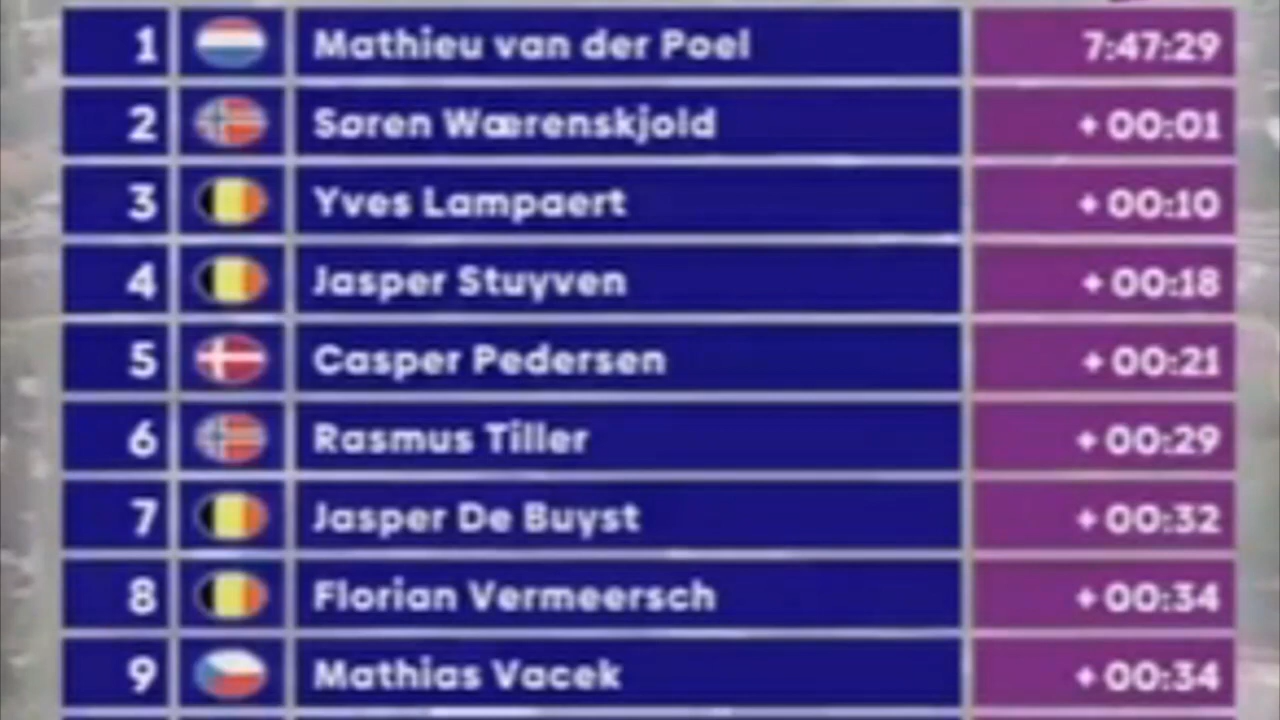 1 Mathieu van der Poel 7:47:29
2 Søren Wærenskjold + 00:01
3 Yves Lampaert + 00:10
4 Jasper Stuyven + 00:18
5 Casper Pedersen + 00:21
6 Rasmus Tiller + 00:29
7 Jasper De Buyst + 00:32
8 Florian Vermeersch + 00:34
9 Mathias Vacek + 00:34